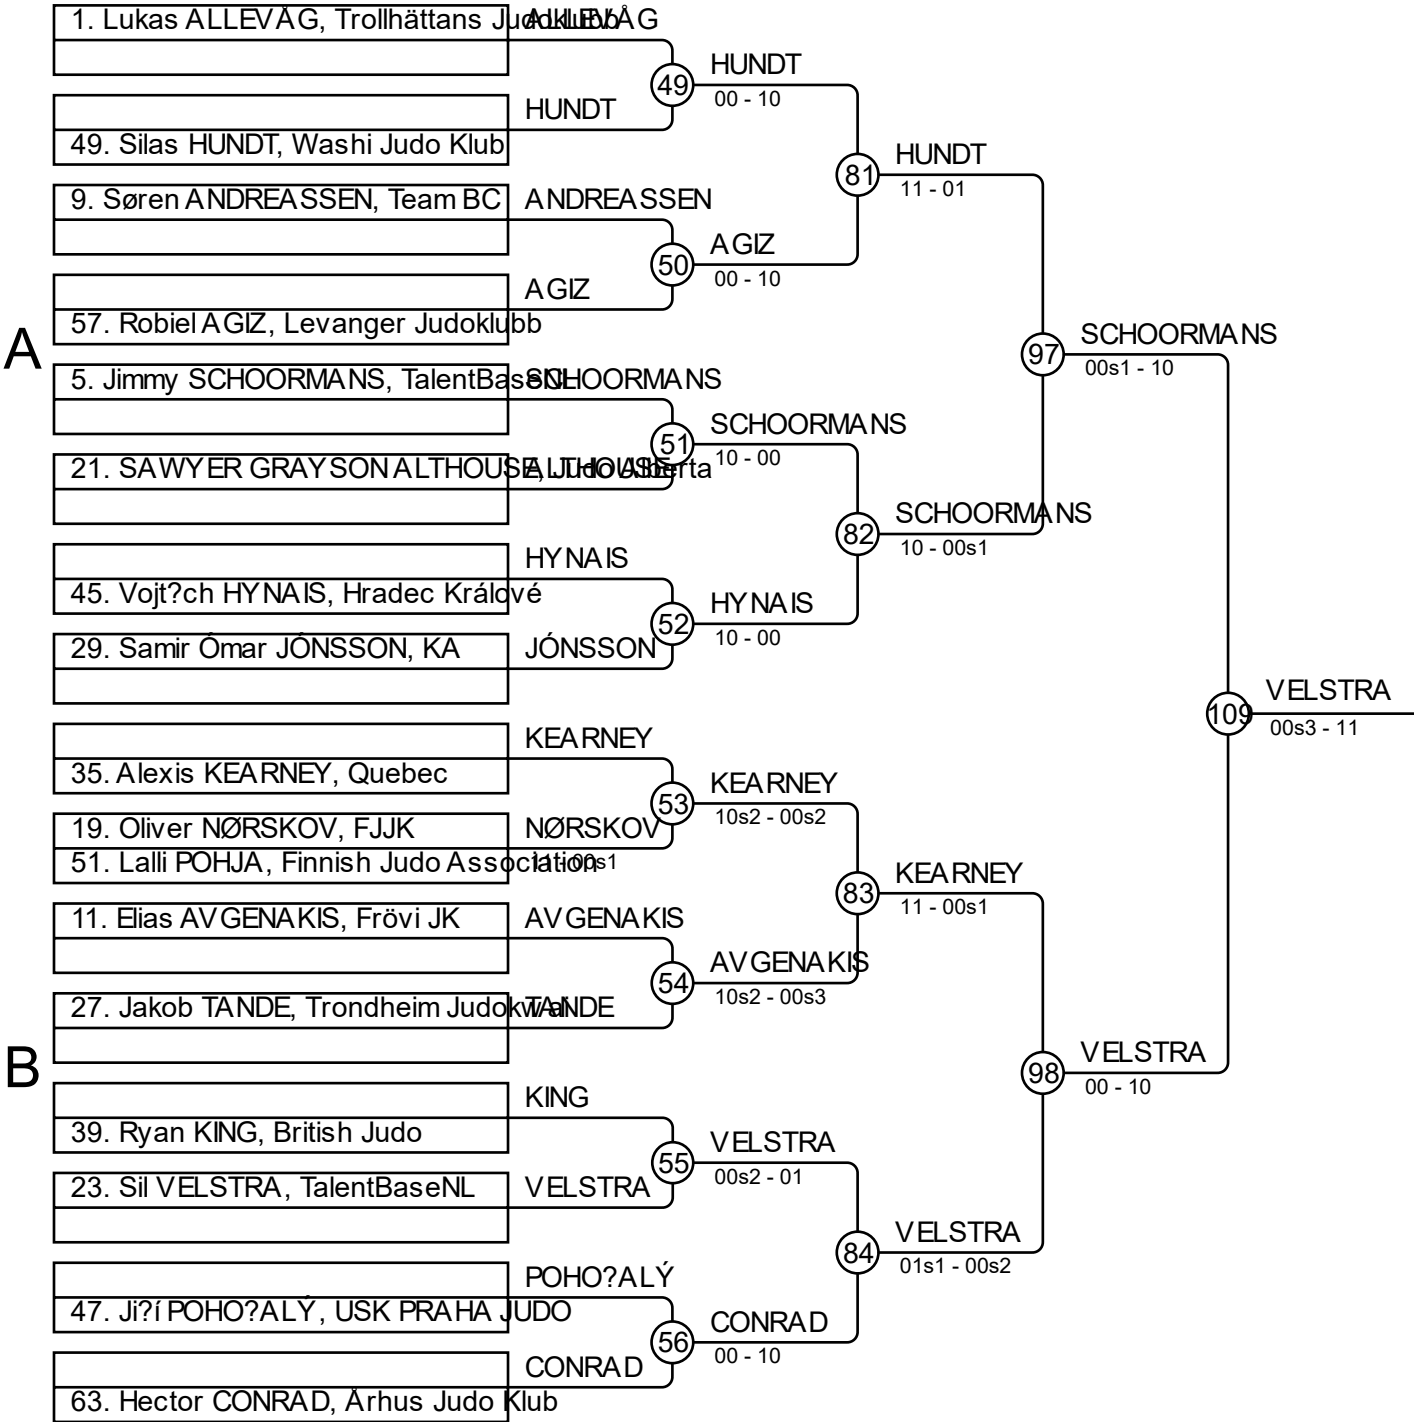 1. Lukas ALLEVÅG, Trollhättans Judoklubb
ALLEVÅG
49
HUNDT
00 - 10
HUNDT
49. Silas HUNDT, Washi Judo Klub
81
HUNDT
11 - 01
9. Søren ANDREASSEN, Team BC
ANDREASSEN
50
AGIZ
00 - 10
AGIZ
57. Robiel AGIZ, Levanger Judoklubb
A
97
SCHOORMANS
00s1 - 10
5. Jimmy SCHOORMANS, TalentBaseNL
SCHOORMANS
51
SCHOORMANS
10 - 00
21. SAWYER GRAYSON ALTHOUSE, Judo Alberta
ALTHOUSE
82
SCHOORMANS
10 - 00s1
HYNAIS
45. Vojt?ch HYNAIS, Hradec Králové
52
HYNAIS
10 - 00
29. Samir Ómar JÓNSSON, KA
JÓNSSON
109
VELSTRA
00s3 - 11
KEARNEY
35. Alexis KEARNEY, Quebec
53
KEARNEY
10s2 - 00s2
19. Oliver NØRSKOV, FJJK
NØRSKOV
51. Lalli POHJA, Finnish Judo Association
11 - 00s1
83
KEARNEY
11 - 00s1
11. Elias AVGENAKIS, Frövi JK
AVGENAKIS
54
AVGENAKIS
10s2 - 00s3
27. Jakob TANDE, Trondheim Judokwai
TANDE
B
98
VELSTRA
00 - 10
KING
39. Ryan KING, British Judo
55
VELSTRA
00s2 - 01
23. Sil VELSTRA, TalentBaseNL
VELSTRA
84
VELSTRA
01s1 - 00s2
POHO?ALÝ
47. Ji?í POHO?ALÝ, USK PRAHA JUDO
56
CONRAD
00 - 10
CONRAD
63. Hector CONRAD, Århus Judo Klub